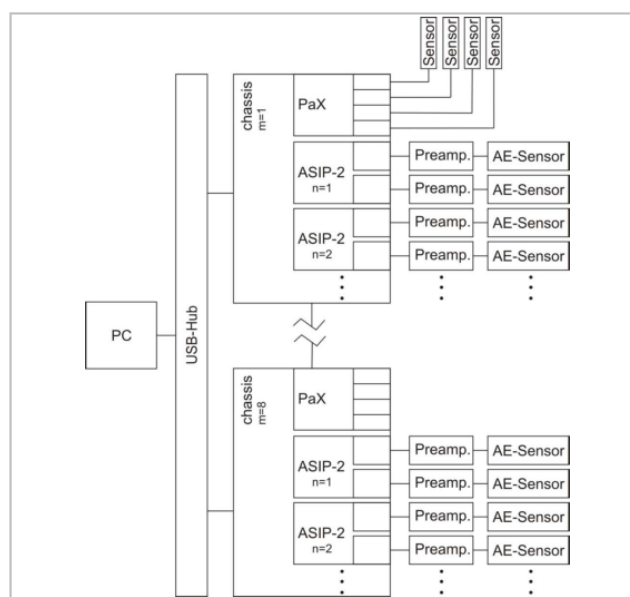 Sensor
Sensor
Sensor
Sensor
chassis
m=1
PaX
ASIP-2
n=1
Preamp.
AE-Sensor
Preamp.
AE-Sensor
ASIP-2
n=2
Preamp.
AE-Sensor
Preamp.
AE-Sensor
PC
USB-Hub
chassis
m=8
PaX
ASIP-2
n=1
Preamp.
AE-Sensor
Preamp.
AE-Sensor
ASIP-2
n=2
Preamp.
AE-Sensor
Preamp.
AE-Sensor